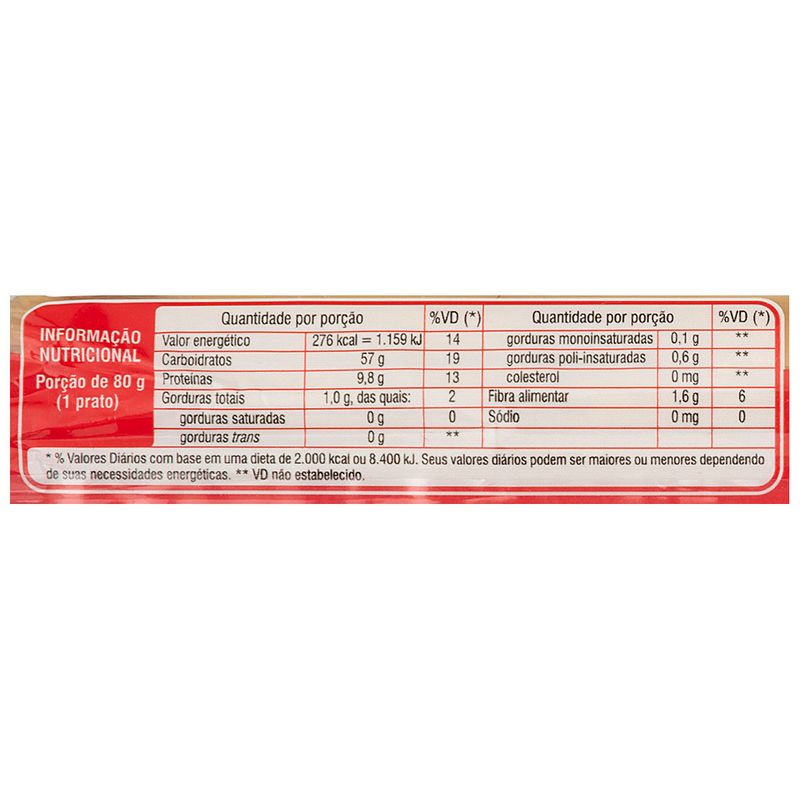 INFORMAÇÃO
NUTRICIONAL
Porção de 80 g
(1 prato)
Quantidade por porção %VD (*) Quantidade por porção %VD (*)
Valor energético 276 kcal = 1.159 kJ 14 gorduras monoinsaturadas 0,1 g **
Carboidratos 57 g 19 gorduras poli-insaturadas 0,6 g **
Proteínas 9,8 g 13 colesterol 0 mg **
Gorduras totais 1,0 g, das quais: 2 Fibra alimentar 1,6 g 6
gorduras saturadas 0 g 0 Sódio 0 mg 0
gorduras trans 0 g **
* % Valores Diários com base em uma dieta de 2.000 kcal ou 8.400 kJ. Seus valores diários podem ser maiores ou menores dependendo
de suas necessidades energéticas. ** VD não estabelecido.